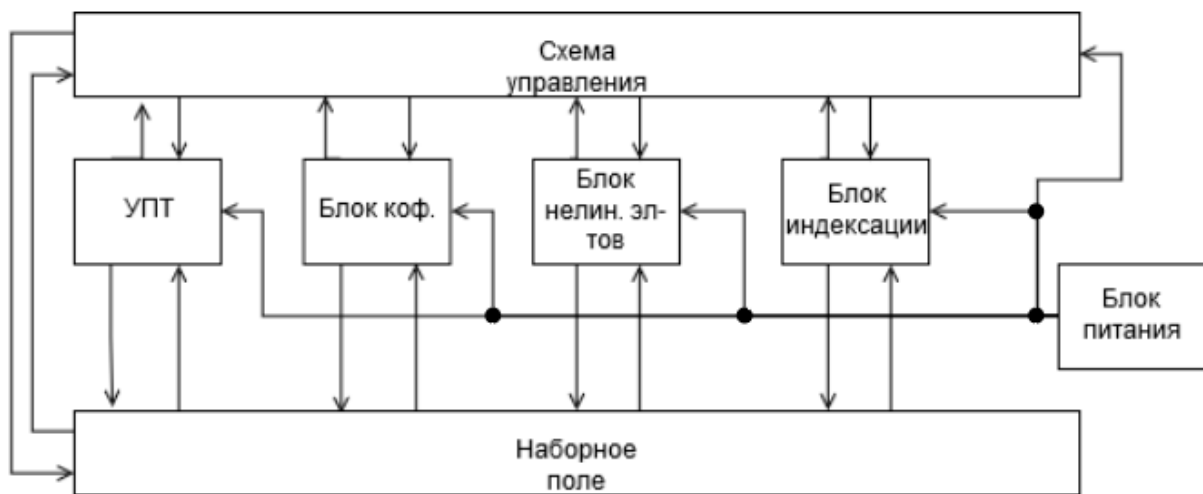 Схема
управления
УПТ
Блок коф.
Блок
нелин. эл-
тов
Блок
индексации
Блок
питания
Наборное
поле